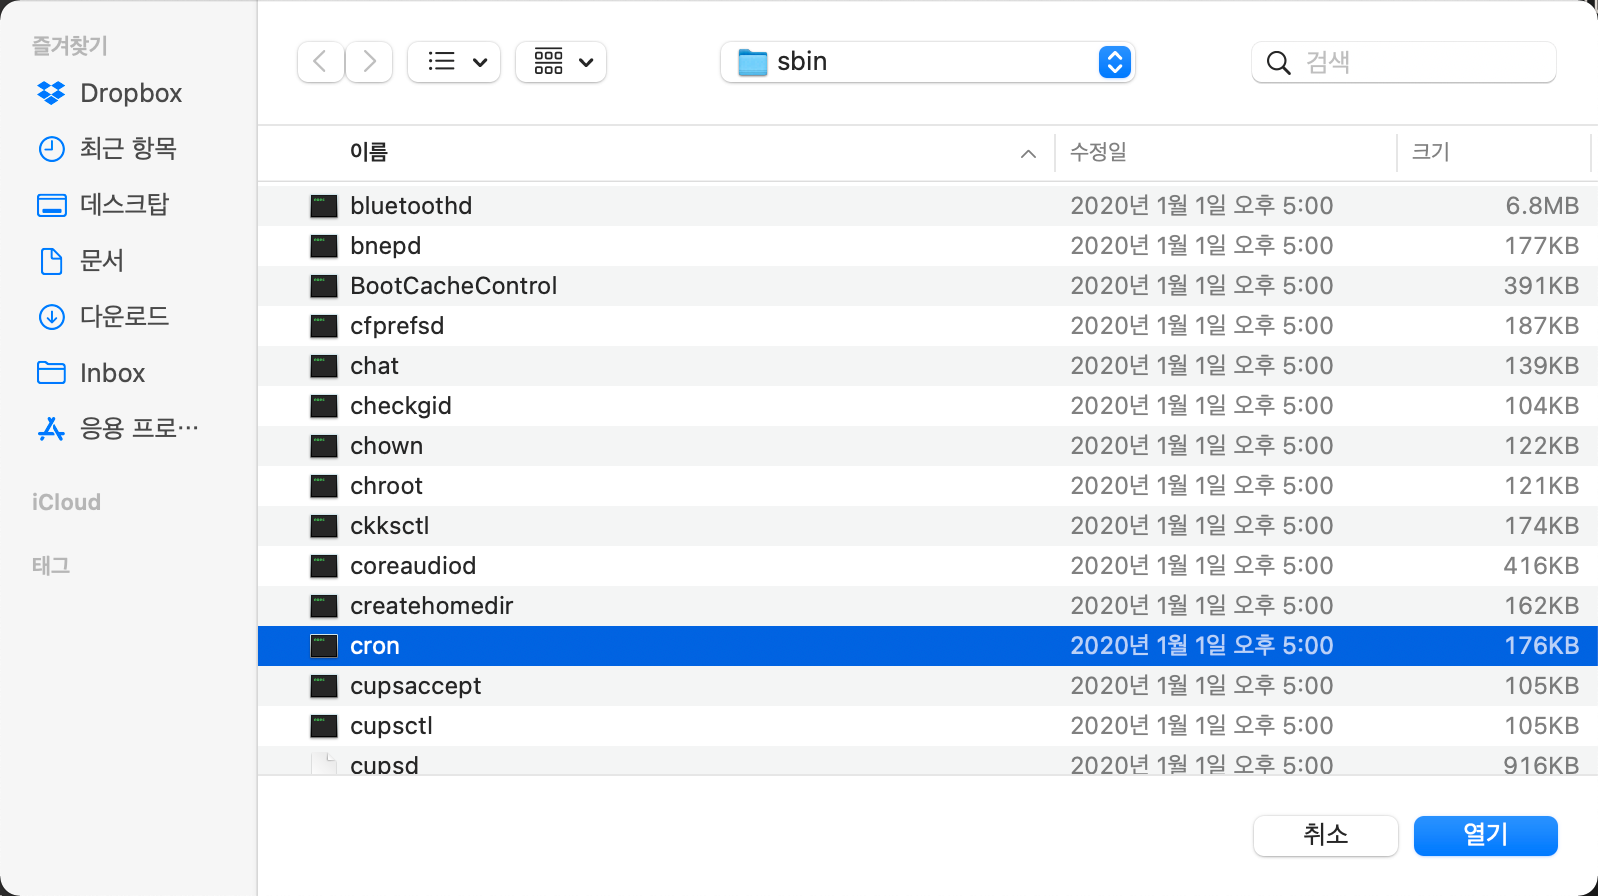 즐겨찾기
Dropbox
최근 항목
데스크탑
문서
다운로드
Inbox
응용 프로…
iCloud
태그
sbin
검색
이름 수정일 크기
bluetoothd 2020년 1월 1일 오후 5:00 6.8MB
bnepd 2020년 1월 1일 오후 5:00 177KB
BootCacheControl 2020년 1월 1일 오후 5:00 391KB
cfprefsd 2020년 1월 1일 오후 5:00 187KB
chat 2020년 1월 1일 오후 5:00 139KB
checkgid 2020년 1월 1일 오후 5:00 104KB
chown 2020년 1월 1일 오후 5:00 122KB
chroot 2020년 1월 1일 오후 5:00 121KB
ckksctl 2020년 1월 1일 오후 5:00 174KB
coreaudiod 2020년 1월 1일 오후 5:00 416KB
createhomedir 2020년 1월 1일 오후 5:00 162KB
cron 2020년 1월 1일 오후 5:00 176KB
cupsaccept 2020년 1월 1일 오후 5:00 105KB
cupsctl 2020년 1월 1일 오후 5:00 105KB
cupsd 2020년 1월 1일 오후 5:00 916KB
취소 열기